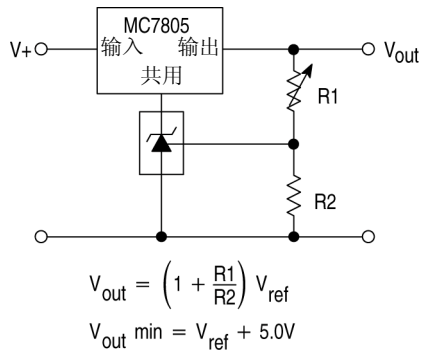 MC7805
V+ 输入 输出 Vout
共用
R1
R2
Vout = (1 + R1/R2) Vref
Vout min = Vref + 5.0V